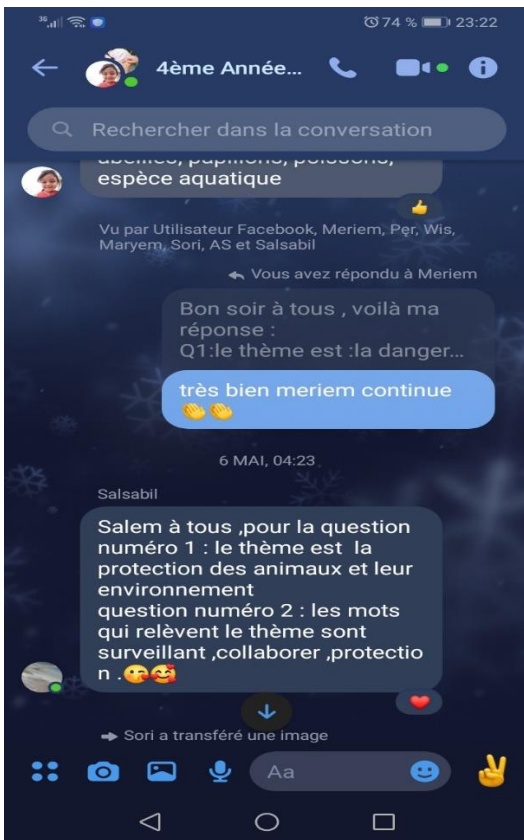 3G
74 % 23:22
4ème Année...
Rechercher dans la conversation
abeilles, papillons, poissons,
espèce aquatique
Vu par Utilisateur Facebook, Meriem, Per, Wis,
Maryem, Sori, AS et Salsabil
Vous avez répondu à Meriem
Bon soir à tous , voilà ma
réponse :
Q1:le thème est :la danger...
très bien meriem continue
👏👏
6 MAI, 04:23
Salsabil
Salem à tous ,pour la question
numéro 1 : le thème est la
protection des animaux et leur
environnement
question numéro 2 : les mots
qui relèvent le thème sont
surveillant ,collaborer ,protectio
n .😘🥰
Sori a transféré une image
Aa